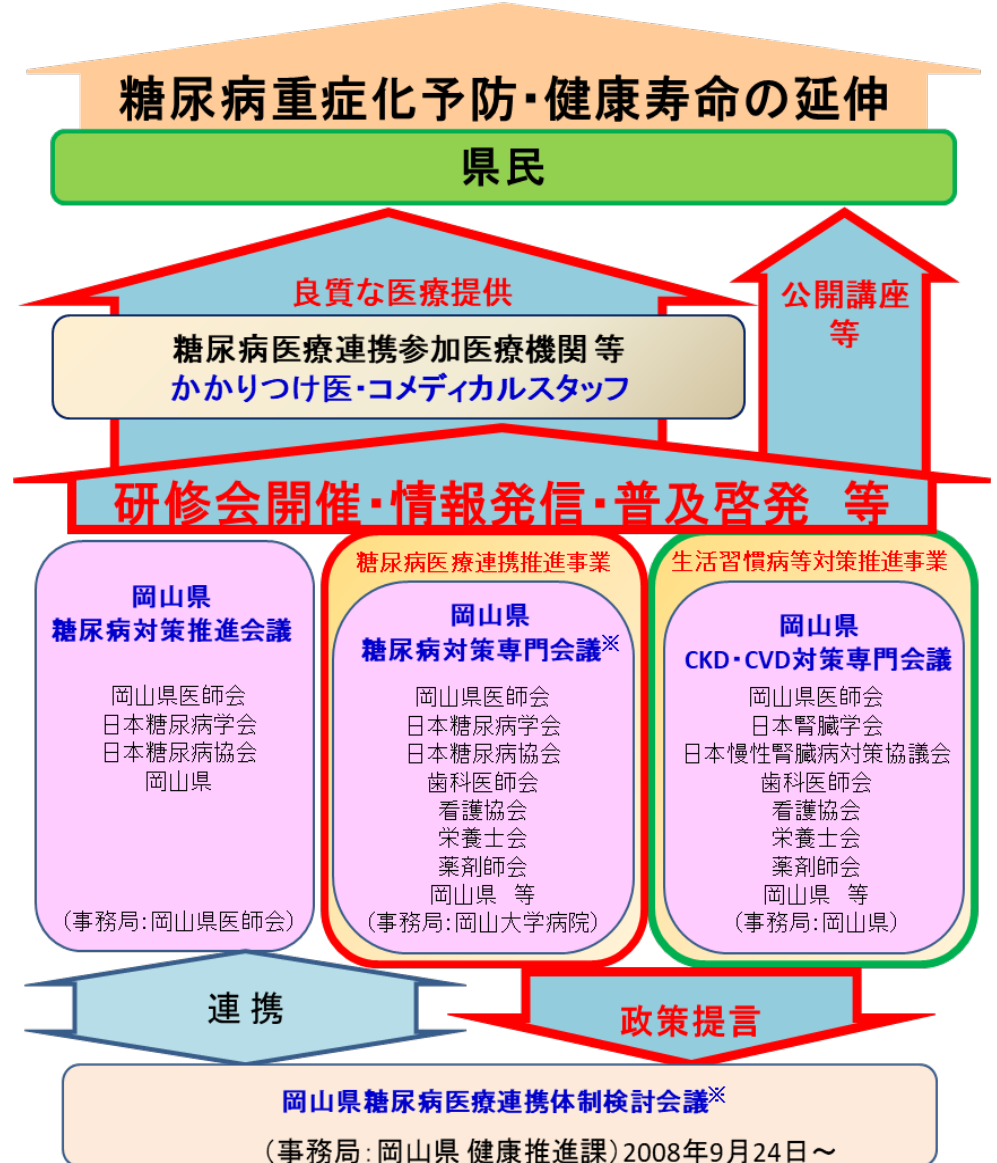 糖尿病重症化予防・健康寿命の延伸
県民
良質な医療提供
公開講座
等
糖尿病医療連携参加医療機関 等
かかりつけ医・コメディカルスタッフ
研修会開催・情報発信・普及啓発　等
岡山県
糖尿病対策推進会議
岡山県医師会
日本糖尿病学会
日本糖尿病協会
岡山県
（事務局：岡山県医師会）
糖尿病医療連携推進事業
岡山県
糖尿病対策専門会議※
岡山県医師会
日本糖尿病学会
日本糖尿病協会
歯科医師会
看護協会
栄養士会
薬剤師会
岡山県　等
（事務局：岡山大学病院）
生活習慣病等対策推進事業
岡山県
CKD・CVD対策専門会議
岡山県医師会
日本腎臓学会
日本慢性腎臓病対策協議会
歯科医師会
看護協会
栄養士会
薬剤師会
岡山県　等
（事務局：岡山県）
連 携
政策提言
岡山県糖尿病医療連携体制検討会議※
（事務局：岡山県 健康推進課）2008年9月24日～